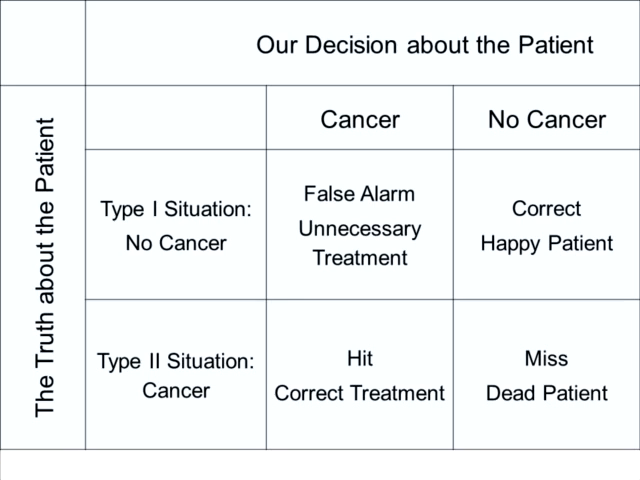 Our Decision about the Patient
The Truth about the Patient
Cancer
No Cancer
Type I Situation:
No Cancer
False Alarm
Unnecessary
Treatment
Correct
Happy Patient
Type II Situation:
Cancer
Hit
Correct Treatment
Miss
Dead Patient